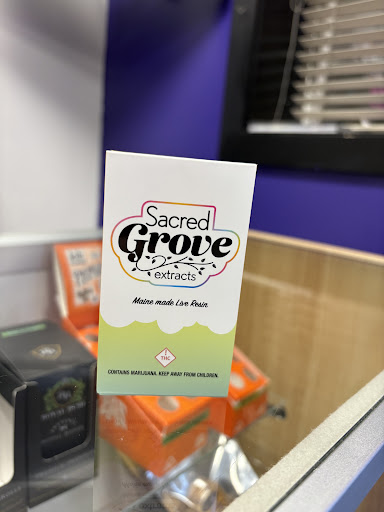 Sacred
Grove
extracts
Maine made Live Resin
!
THC
CONTAINS MARIJUANA. KEEP AWAY FROM CHILDREN.